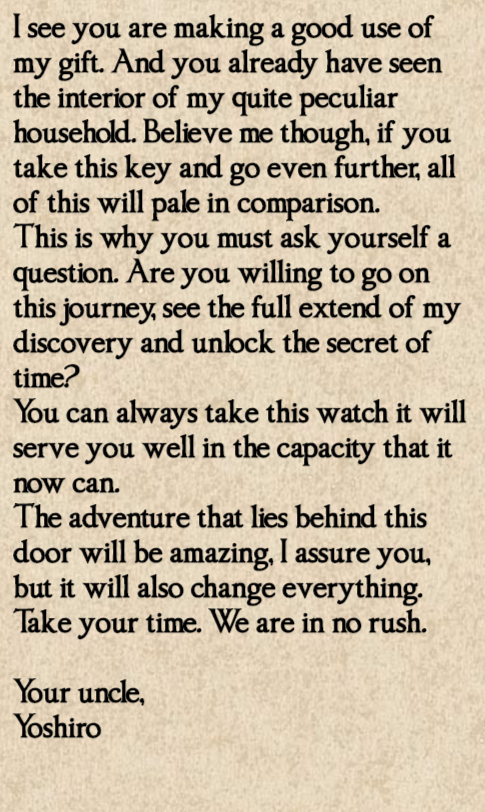 I see you are making a good use of
my gift. And you already have seen
the interior of my quite peculiar
household. Believe me though, if you
take this key and go even further, all
of this will pale in comparison.
This is why you must ask yourself a
question. Are you willing to go on
this journey, see the full extend of my
discovery and unlock the secret of
time?
You can always take this watch it will
serve you well in the capacity that it
now can.
The adventure that lies behind this
door will be amazing, I assure you,
but it will also change everything.
Take your time. We are in no rush.
Your uncle,
Yoshiro